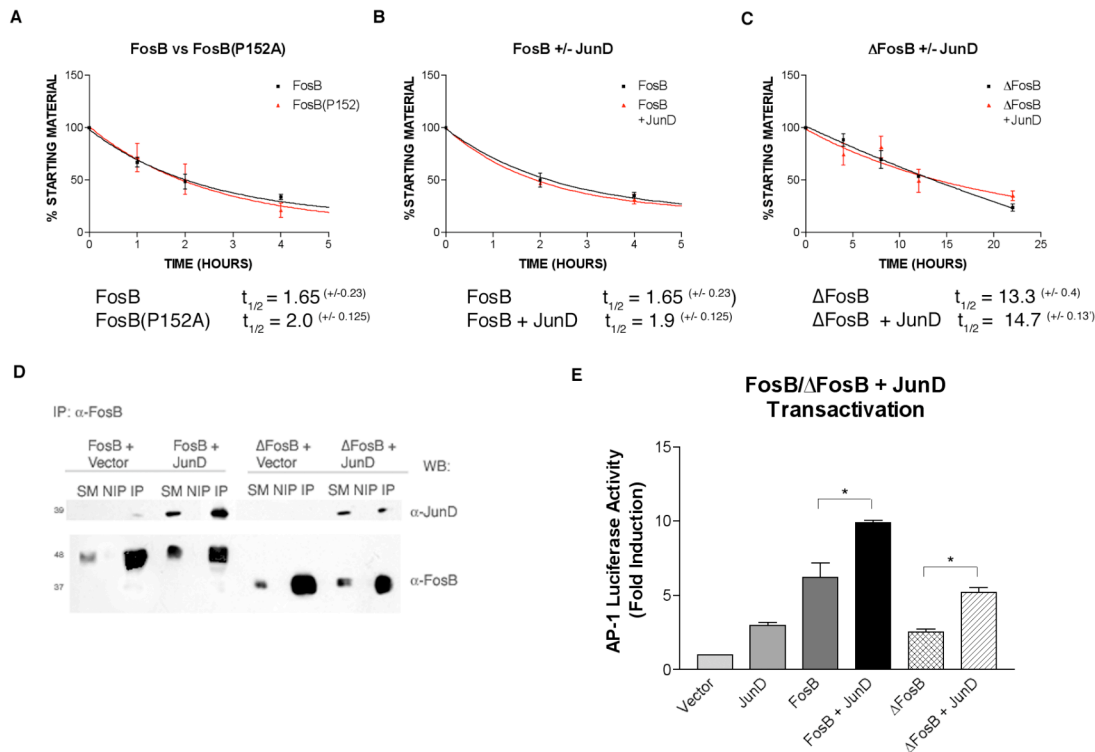 A
FosB vs FosB(P152A)
% STARTING MATERIAL
150
100
50
0
FosB
FosB(P152)
0 1 2 3 4 5
TIME (HOURS)
FosB t1/2 = 1.65 (+/-0.23)
FosB(P152A) t1/2 = 2.0 (+/- 0.125)
B
FosB +/- JunD
% STARTING MATERIAL
150
100
50
0
FosB
FosB
+JunD
0 1 2 3 4 5
TIME (HOURS)
FosB t1/2 = 1.65 (+/- 0.23)
FosB + JunD t1/2 = 1.9 (+/- 0.125)
C
ΔFosB +/- JunD
% STARTING MATERIAL
150
100
50
0
ΔFosB
ΔFosB
+JunD
0 5 10 15 20 25
TIME (HOURS)
ΔFosB t1/2 = 13.3 (+/- 0.4)
ΔFosB + JunD t1/2 = 14.7 (+/- 0.13')
D
IP: α-FosB
FosB + Vector
FosB + JunD
ΔFosB + Vector
ΔFosB + JunD
WB:
SM NIP IP SM NIP IP SM NIP IP SM NIP IP
39
α-JunD
48
37
α-FosB
E
FosB/ΔFosB + JunD
Transactivation
AP-1 Luciferase Activity
(Fold Induction)
15
10
5
0
*
*
Vector
JunD
FosB
FosB + JunD
ΔFosB
ΔFosB + JunD